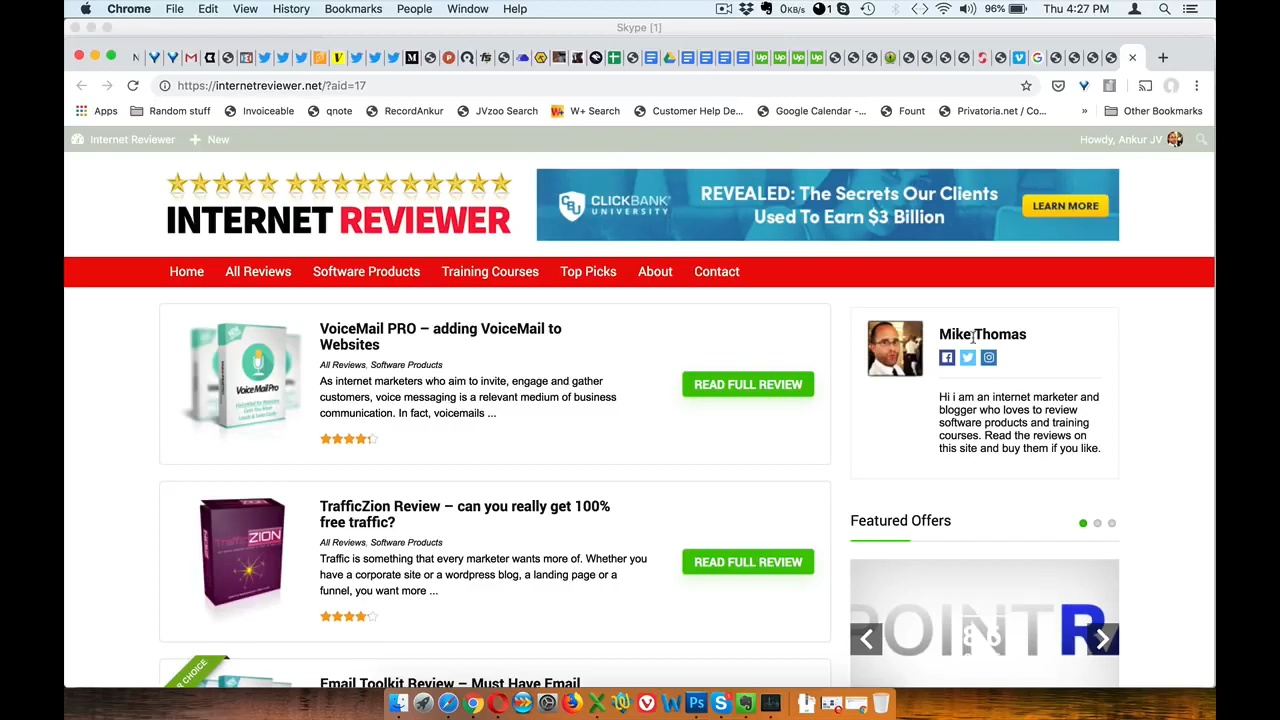 Chrome File Edit View History Bookmarks People Window Help 0KB/s 1 96% Thu 4:27 PM
Skype [1]
https://internetreviewer.net/?aid=17
Apps Random stuff Invoiceable qnote RecordAnkur JVzoo Search W+ Search Customer Help De... Google Calendar -... Fount Privatoria.net / Co... » Other Bookmarks
Internet Reviewer + New Howdy, Ankur JV
INTERNET REVIEWER
CBU CLICKBANK UNIVERSITY
REVEALED: The Secrets Our Clients
Used To Earn $3 Billion
LEARN MORE
Home All Reviews Software Products Training Courses Top Picks About Contact
VoiceMail PRO – adding VoiceMail to
Websites
All Reviews, Software Products
As internet marketers who aim to invite, engage and gather
customers, voice messaging is a relevant medium of business
communication. In fact, voicemails ...
READ FULL REVIEW
Voice Mail Pro
TrafficZion Review – can you really get 100%
free traffic?
All Reviews, Software Products
Traffic is something that every marketer wants more of. Whether you
have a corporate site or a wordpress blog, a landing page or a
funnel, you want more ...
READ FULL REVIEW
Email Toolkit Review – Must Have Email
CHOICE
Mike Thomas
Hi i am an internet marketer and
blogger who loves to review
software products and training
courses. Read the reviews on
this site and buy them if you like.
Featured Offers
POINTR